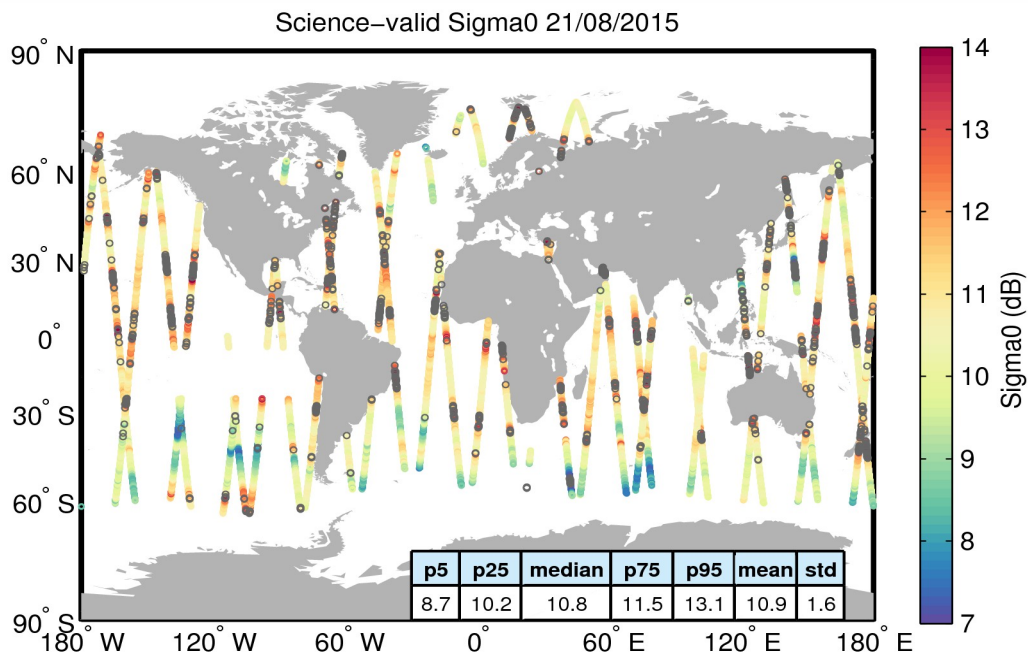 Science−valid Sigma0 21/08/2015
90° N
60° N
30° N
0°
30° S
60° S
90° S
180° W
120° W
60° W
0°
60° E
120° E
180° E
14
13
12
11
10
9
8
7
Sigma0 (dB)
p5 p25 median p75 p95 mean std
8.7 10.2 10.8 11.5 13.1 10.9 1.6